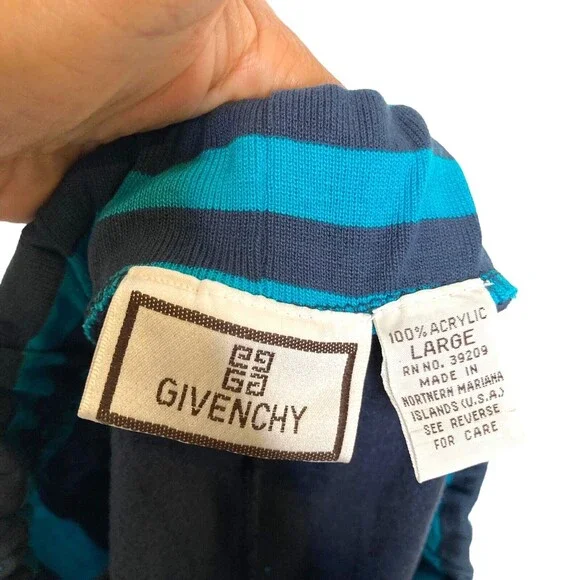 GIVENCHY
100% ACRYLIC
LARGE
RN NO. 39209
MADE IN
NORTHERN MARIANA
ISLANDS (U.S.A.)
SEE REVERSE
FOR CARE